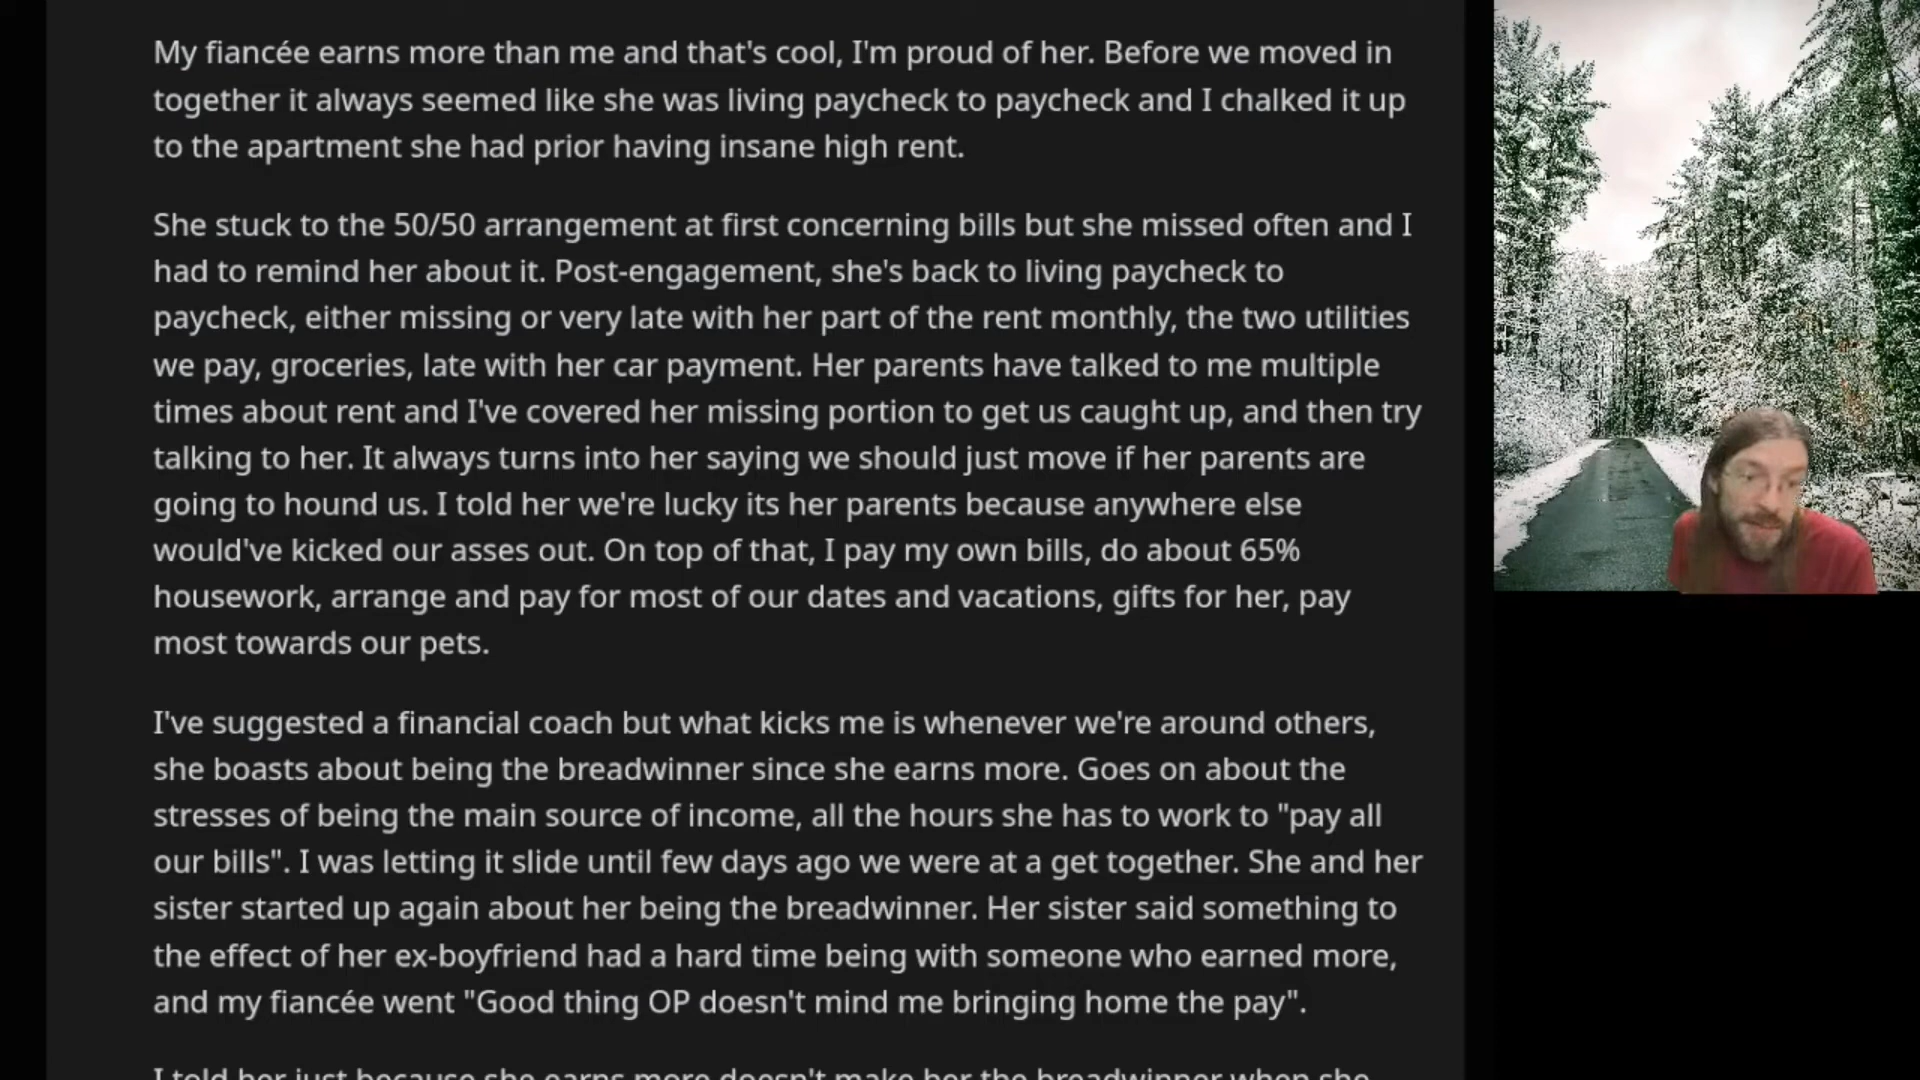 My fiancée earns more than me and that's cool, I'm proud of her. Before we moved in
together it always seemed like she was living paycheck to paycheck and I chalked it up
to the apartment she had prior having insane high rent.
She stuck to the 50/50 arrangement at first concerning bills but she missed often and I
had to remind her about it. Post-engagement, she's back to living paycheck to
paycheck, either missing or very late with her part of the rent monthly, the two utilities
we pay, groceries, late with her car payment. Her parents have talked to me multiple
times about rent and I've covered her missing portion to get us caught up, and then try
talking to her. It always turns into her saying we should just move if her parents are
going to hound us. I told her we're lucky its her parents because anywhere else
would've kicked our asses out. On top of that, I pay my own bills, do about 65%
housework, arrange and pay for most of our dates and vacations, gifts for her, pay
most towards our pets.
I've suggested a financial coach but what kicks me is whenever we're around others,
she boasts about being the breadwinner since she earns more. Goes on about the
stresses of being the main source of income, all the hours she has to work to "pay all
our bills". I was letting it slide until few days ago we were at a get together. She and her
sister started up again about her being the breadwinner. Her sister said something to
the effect of her ex-boyfriend had a hard time being with someone who earned more,
and my fiancée went "Good thing OP doesn't mind me bringing home the pay".
I told her just because she earns more doesn't make her the breadwinner when she